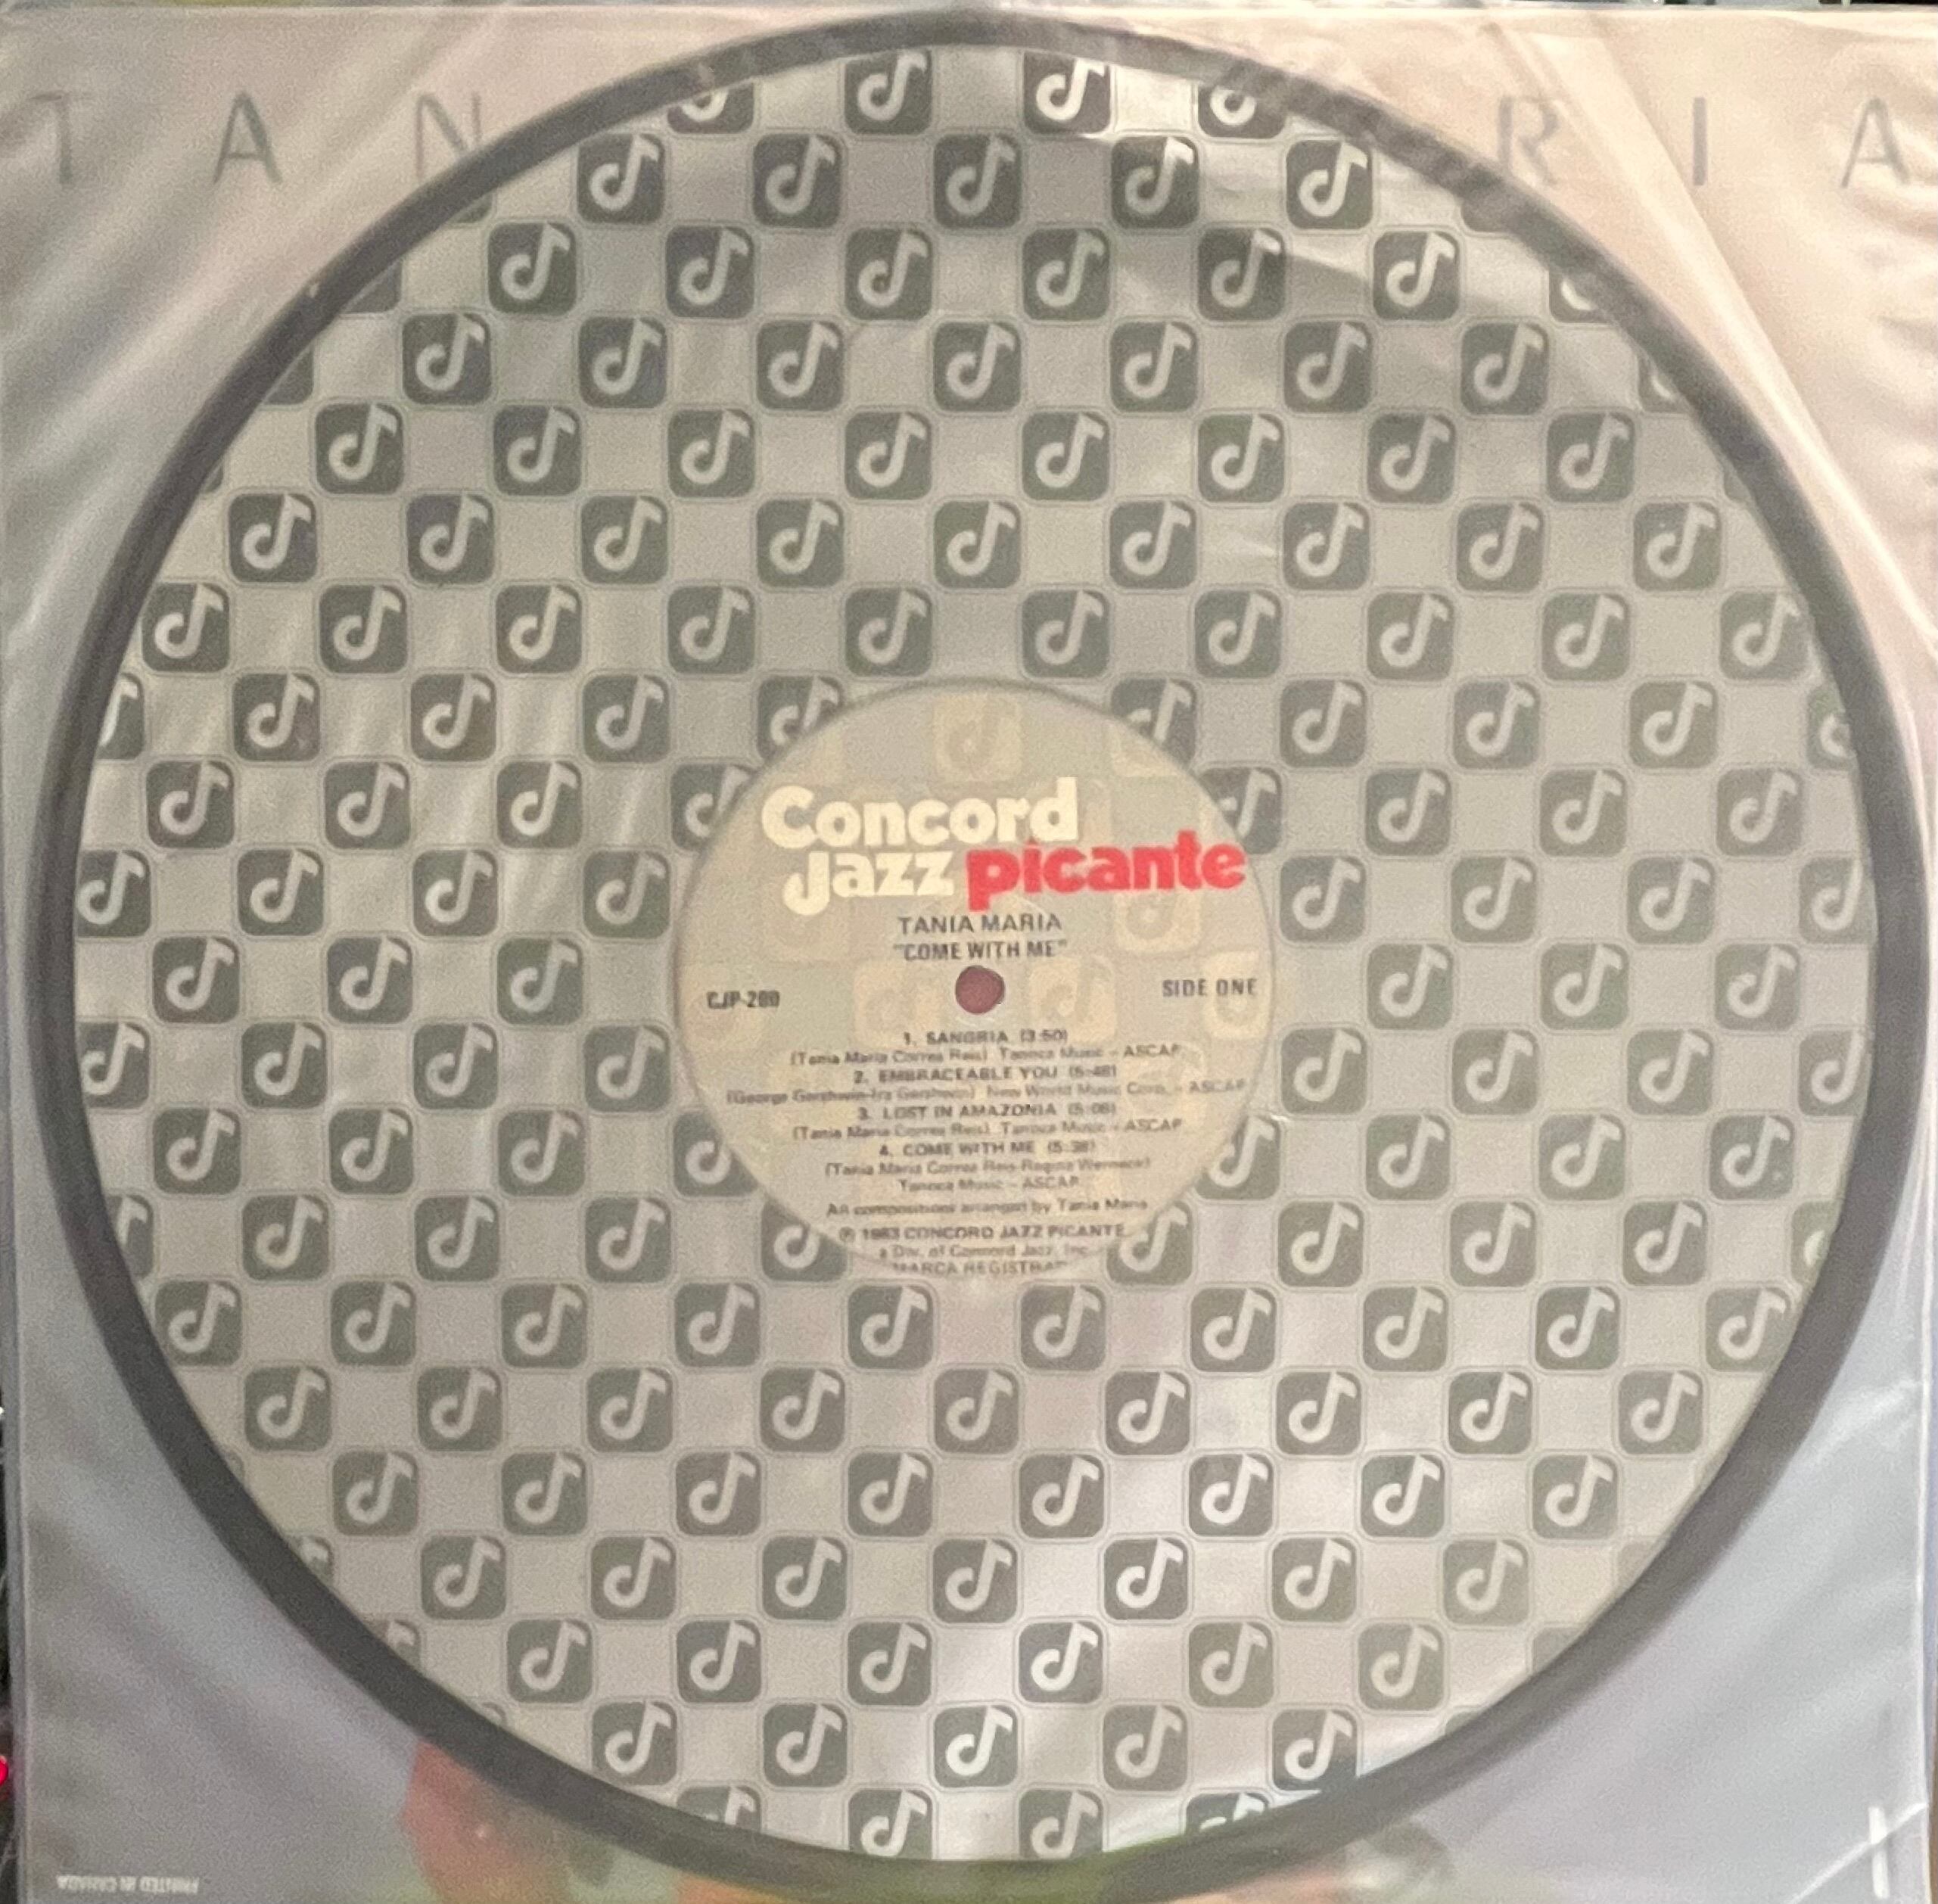 T A N R I A
Concord
Jazz picante
TANIA MARIA
"COME WITH ME"
CJP-200
SIDE ONE
1. SANGRIA (3:50)
(Tania Maria Correa Reis) Tanoca Music - ASCAP
2. EMBRACEABLE YOU (5:48)
(George Gershwin-Ira Gershwin) New World Music Corp. - ASCAP
3. LOST IN AMAZONIA (5:06)
(Tania Maria Correa Reis) Tanoca Music - ASCAP
4. COME WITH ME (5:38)
(Tania Maria Correa Reis-Regina Werneck)
Tanoca Music - ASCAP
All compositions arranged by Tania Maria
℗ 1983 CONCORD JAZZ PICANTE
a Div. of Concord Jazz, Inc.
MARCA REGISTRAD
PRINTED IN CANADA